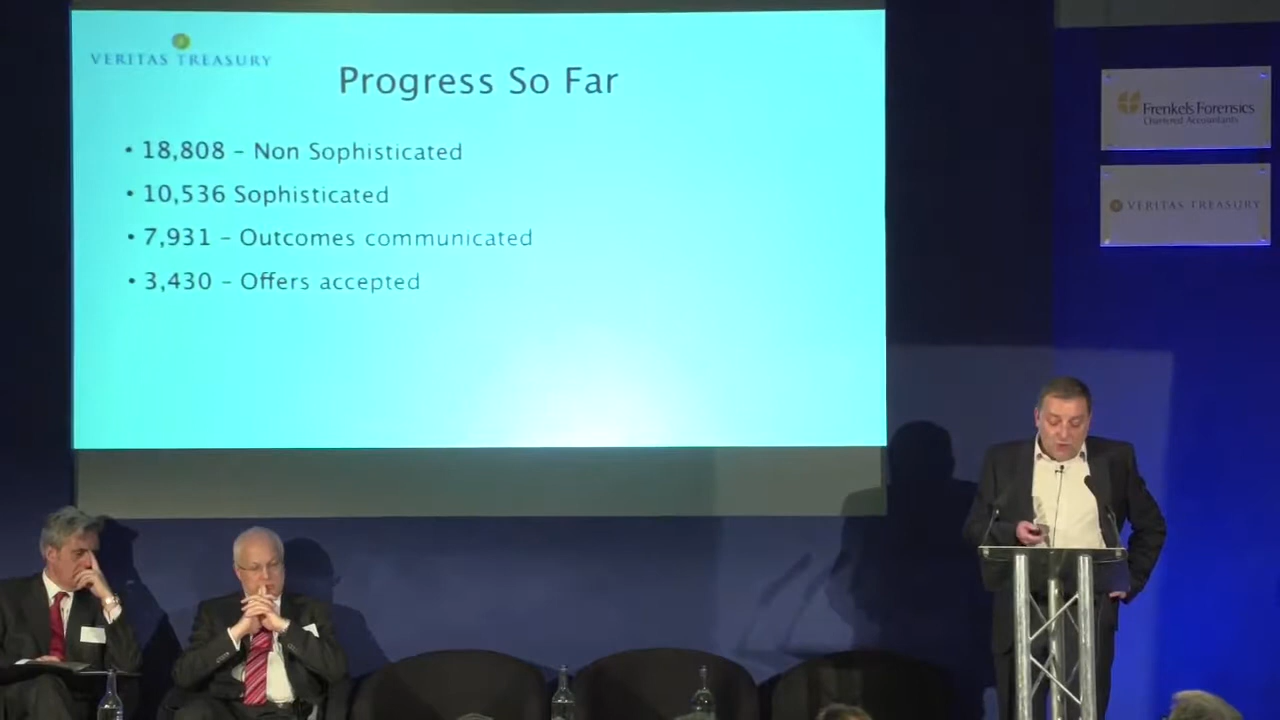 VERITAS TREASURY
Progress So Far
• 18,808 – Non Sophisticated
• 10,536 Sophisticated
• 7,931 – Outcomes communicated
• 3,430 – Offers accepted
Frenkels Forensics
Chartered Accountants
VERITAS TREASURY